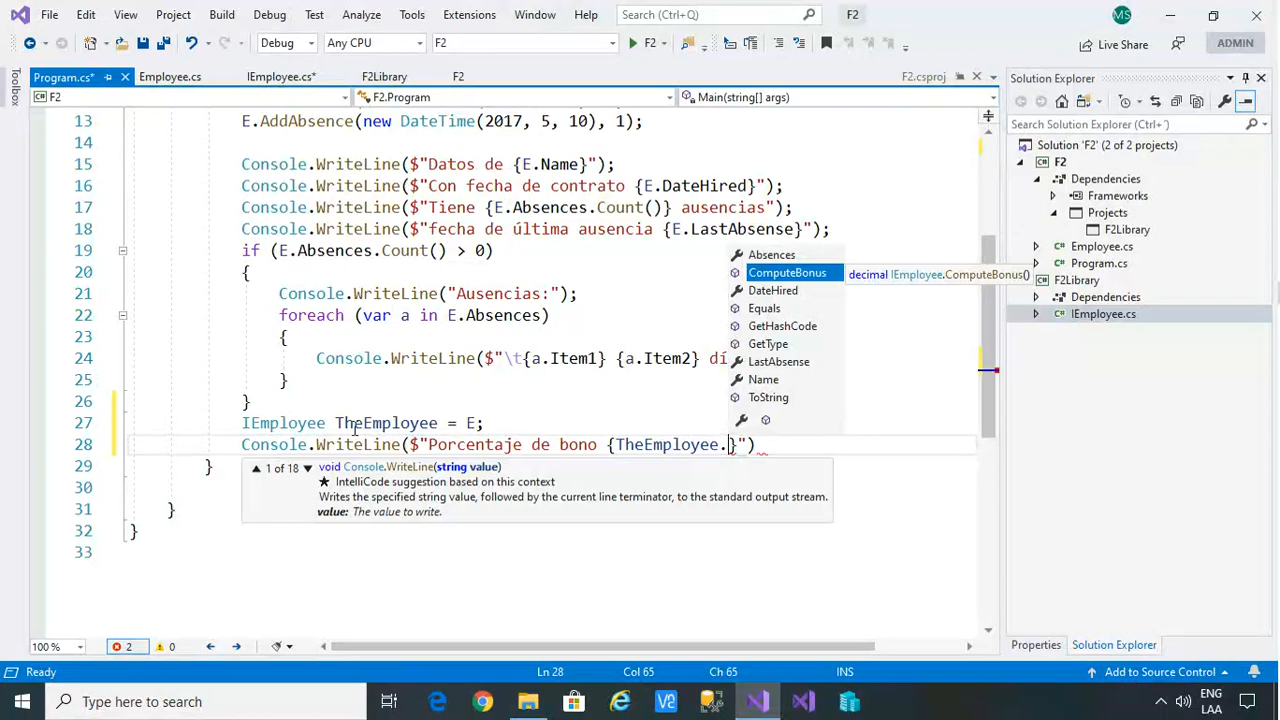 File Edit View Project Build Debug Test Analyze Tools Extensions Window Help Search (Ctrl+Q) F2 MS
Debug Any CPU F2 F2 Live Share ADMIN
Toolbox
Program.cs* Employee.cs IEmployee.cs* F2Library F2 F2.csproj
F2 F2.Program Main(string[] args)
13 E.AddAbsence(new DateTime(2017, 5, 10), 1);
14
15 Console.WriteLine($"Datos de {E.Name}");
16 Console.WriteLine($"Con fecha de contrato {E.DateHired}");
17 Console.WriteLine($"Tiene {E.Absences.Count()} ausencias");
18 Console.WriteLine($"fecha de última ausencia {E.LastAbsense}");
19 if (E.Absences.Count() > 0)
20 {
21 Console.WriteLine("Ausencias:");
22 foreach (var a in E.Absences)
23 {
24 Console.WriteLine($"\t{a.Item1} {a.Item2} dí
25 }
26 }
27 IEmployee TheEmployee = E;
28 Console.WriteLine($"Porcentaje de bono {TheEmployee.}")
29 }
30
31 }
32 }
33
Absences
ComputeBonus decimal IEmployee.ComputeBonus()
DateHired
Equals
GetHashCode
GetType
LastAbsense
Name
ToString
1 of 18 void Console.WriteLine(string value)
★ IntelliCode suggestion based on this context
Writes the specified string value, followed by the current line terminator, to the standard output stream.
value: The value to write.
Solution Explorer
Search Solution Explorer (Ctrl+´)
Solution 'F2' (2 of 2 projects)
F2
Dependencies
Frameworks
Projects
F2Library
Employee.cs
Program.cs
F2Library
Dependencies
IEmployee.cs
Properties Solution Explorer
100 % 2 0
Ready Ln 28 Col 65 Ch 65 INS Add to Source Control
Type here to search ENG
LAA